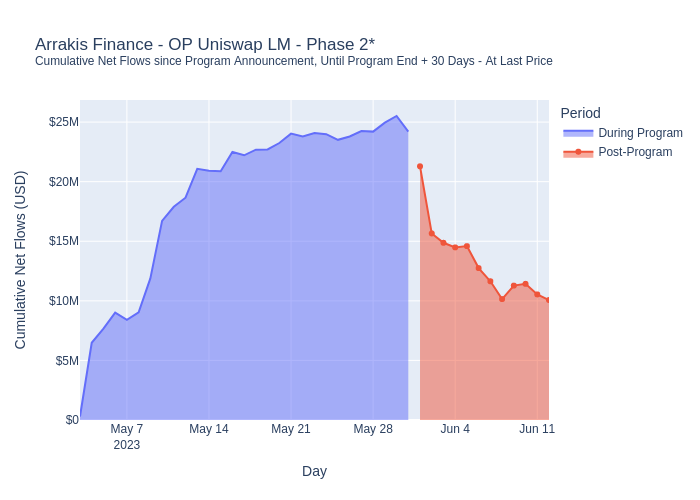 Arrakis Finance - OP Uniswap LM - Phase 2*
Cumulative Net Flows since Program Announcement, Until Program End + 30 Days - At Last Price
Period
During Program
Post-Program
Cumulative Net Flows (USD)
$25M
$20M
$15M
$10M
$5M
$0
May 7
2023
May 14
May 21
May 28
Jun 4
Jun 11
Day